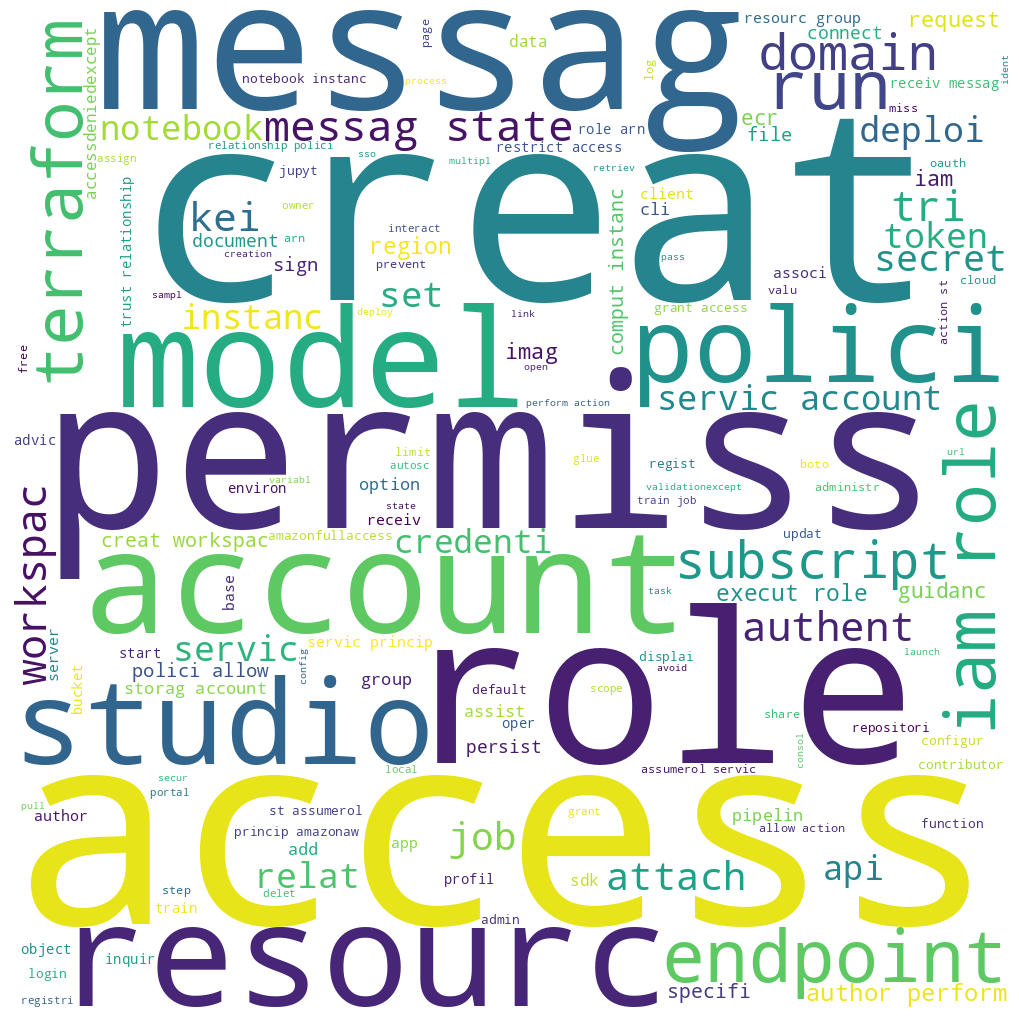 messag
resourc group
request
page
data
connect
domain
terraform
accessdeniedexcept
notebook instanc
process
log
run
receiv messag
ident
miss
notebook
messag state
role arn
ecr
file
deploi
relationship polici
restrict access
assign
sso
multipl
retriev
oauth
creat
jupyt
iam
trust relationship
kei
owner
client
cli
tri
document
arn
interact
region
comput instanc
token
creation
sign
prevent
pass
secret
associ
cloud
sampl
set
valu
action st
instanc
deploy
link
grant access
model
polici
free
imag
open
permiss
perform action
servic account
iam role
advic
limit
autosc
glue
regist
boto
url
variabl
environ
option
validationexcept
administr
workspac
state
train job
receiv
creat workspac
amazonfullaccess
credenti
updat
account
subscript
base
task
execut role
guidanc
role
authent
server
start
servic
servic princip
displai
launch
polici allow
config
avoid
bucket
storag account
group
default
scope
studio
assist
oper
share
repositori
persist
consol
configur
secur
local
assumerol servic
contributor
portal
access
pull
author
st assumerol
grant
pipelin
princip amazonaw
app
job
allow action
function
add
relat
profil
sdk
attach
api
step
delet
train
resourc
admin
object
inquir
endpoint
login
registri
specifi
author perform